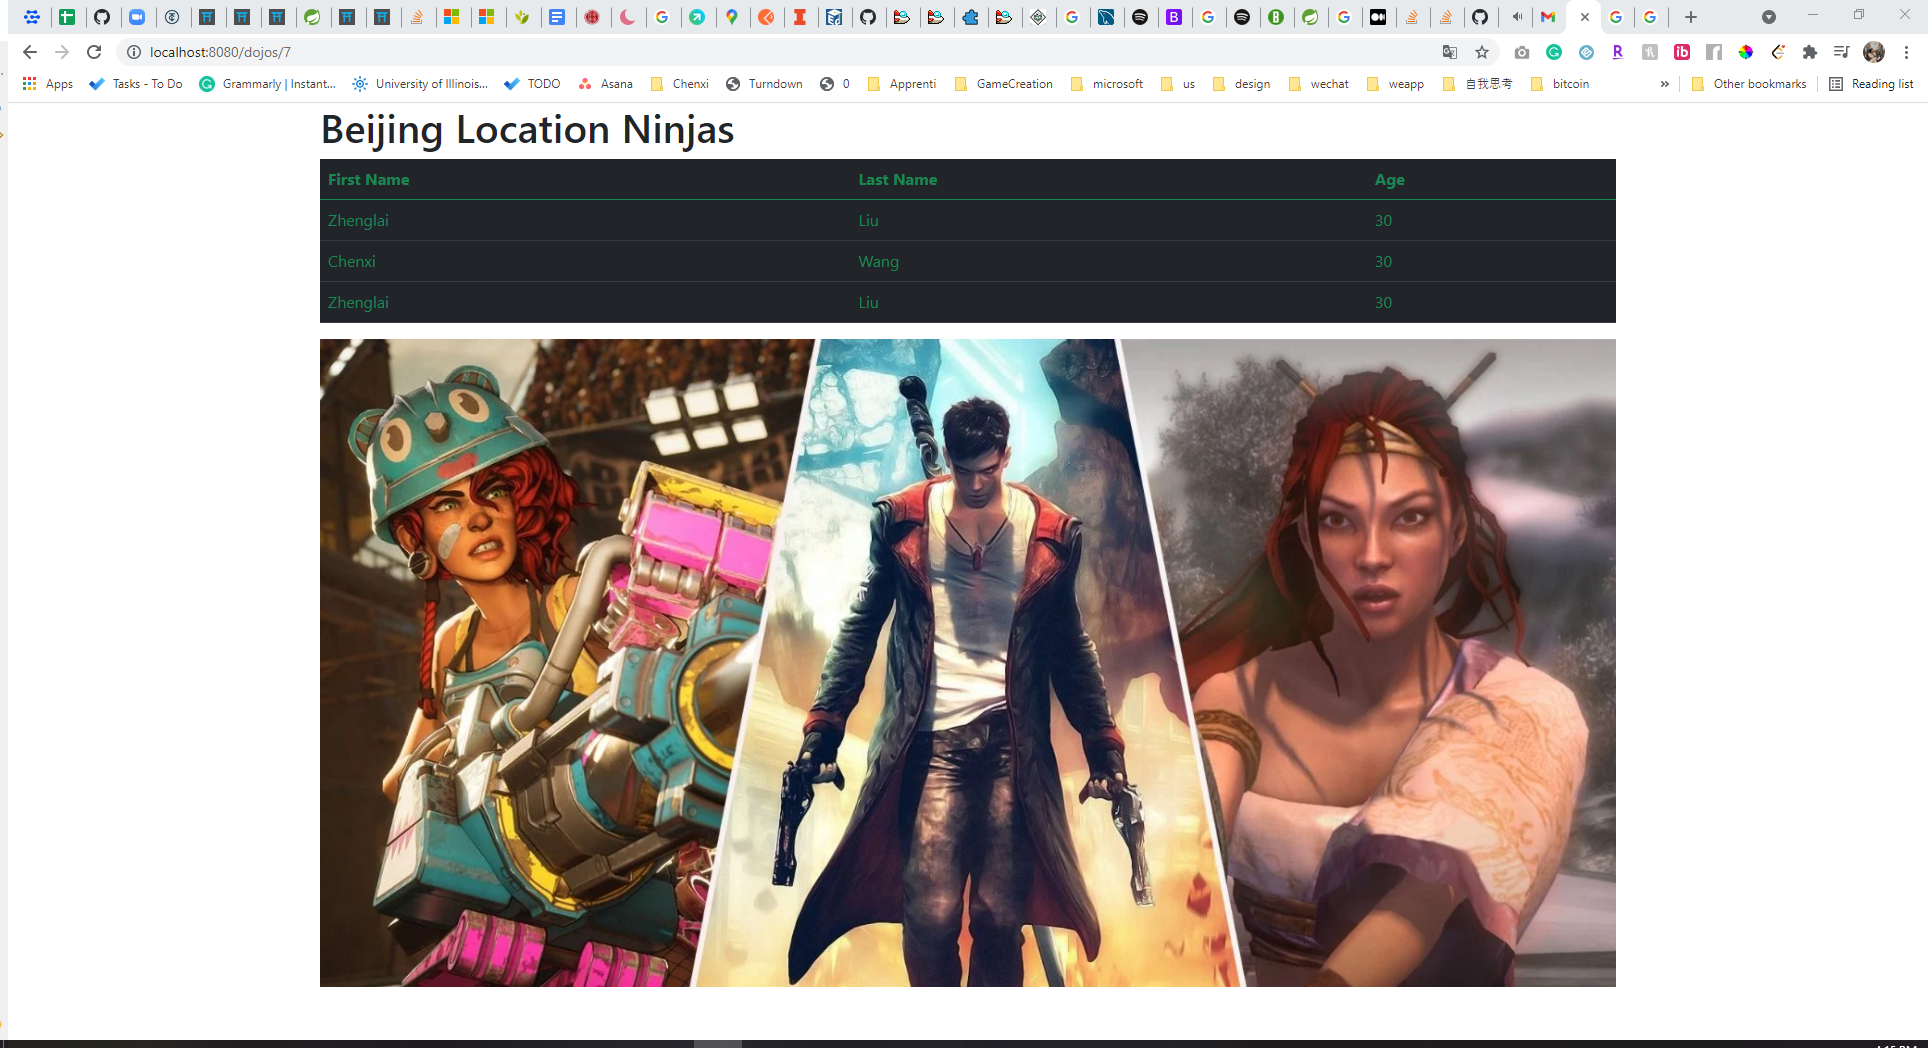 localhost:8080/dojos/7
Apps Tasks - To Do Grammarly | Instant... University of Illinois... TODO Asana Chenxi Turndown 0 Apprenti GameCreation microsoft us design wechat weapp 自我思考 bitcoin » Other bookmarks Reading list
Beijing Location Ninjas
First Name Last Name Age
Zhenglai Liu 30
Chenxi Wang 30
Zhenglai Liu 30